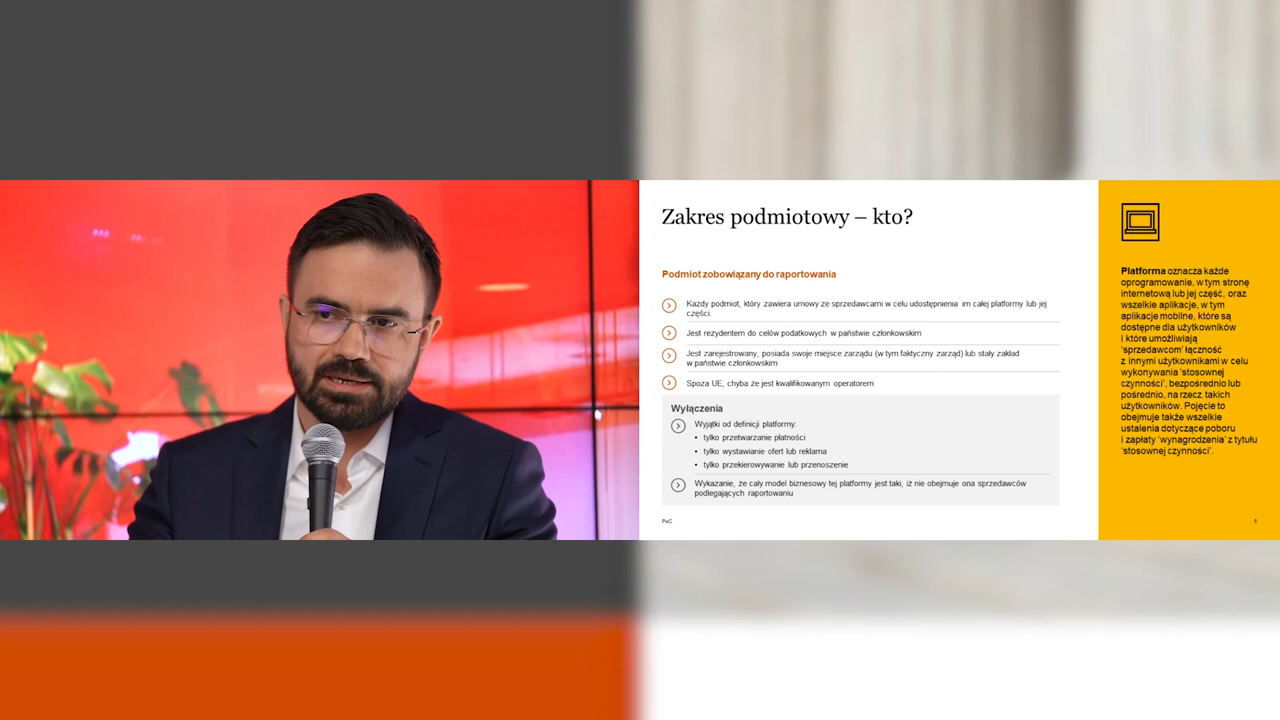 Zakres podmiotowy – kto?
Podmiot zobowiązany do raportowania
Każdy podmiot, który zawiera umowy ze sprzedawcami w celu udostępnienia im całej platformy lub jej
części.
Jest rezydentem do celów podatkowych w państwie członkowskim
Jest zarejestrowany, posiada swoje miejsce zarządu (w tym faktyczny zarząd) lub stały zakład
w państwie członkowskim
Spoza UE, chyba że jest kwalifikowanym operatorem
Wyłączenia
Wyjątki od definicji platformy:
• tylko przetwarzanie płatności
• tylko wystawianie ofert lub reklama
• tylko przekierowywanie lub przenoszenie
Wykazanie, że cały model biznesowy tej platformy jest taki, iż nie obejmuje ona sprzedawców
podlegających raportowaniu
PwC
Platforma oznacza każde
oprogramowanie, w tym stronę
internetową lub jej część, oraz
wszelkie aplikacje, w tym
aplikacje mobilne, które są
dostępne dla użytkowników
i które umożliwiają
'sprzedawcom' łączność
z innymi użytkownikami w celu
wykonywania 'stosownej
czynności', bezpośrednio lub
pośrednio, na rzecz takich
użytkowników. Pojęcie to
obejmuje także wszelkie
ustalenia dotyczące poboru
i zapłaty 'wynagrodzenia' z tytułu
'stosownej czynności'.
5